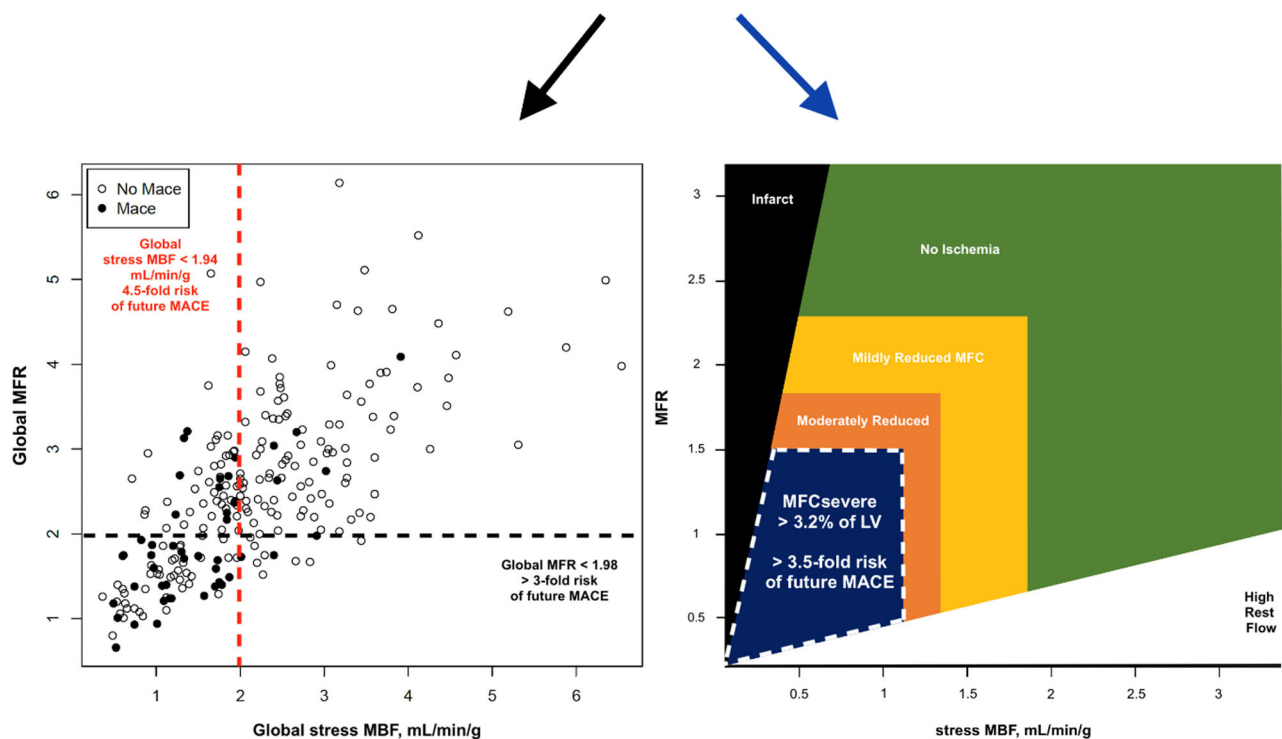 No Mace
Mace
Global
stress MBF < 1.94
mL/min/g
4.5-fold risk
of future MACE
Global MFR < 1.98
> 3-fold risk
of future MACE
6
5
4
3
2
1
Global MFR
1 2 3 4 5 6
Global stress MBF, mL/min/g
Infarct
No Ischemia
Mildly Reduced MFC
Moderately Reduced
MFCsevere
> 3.2% of LV
> 3.5-fold risk
of future MACE
High
Rest
Flow
3
2.5
2
1.5
1
0.5
MFR
0.5 1 1.5 2 2.5 3
stress MBF, mL/min/g